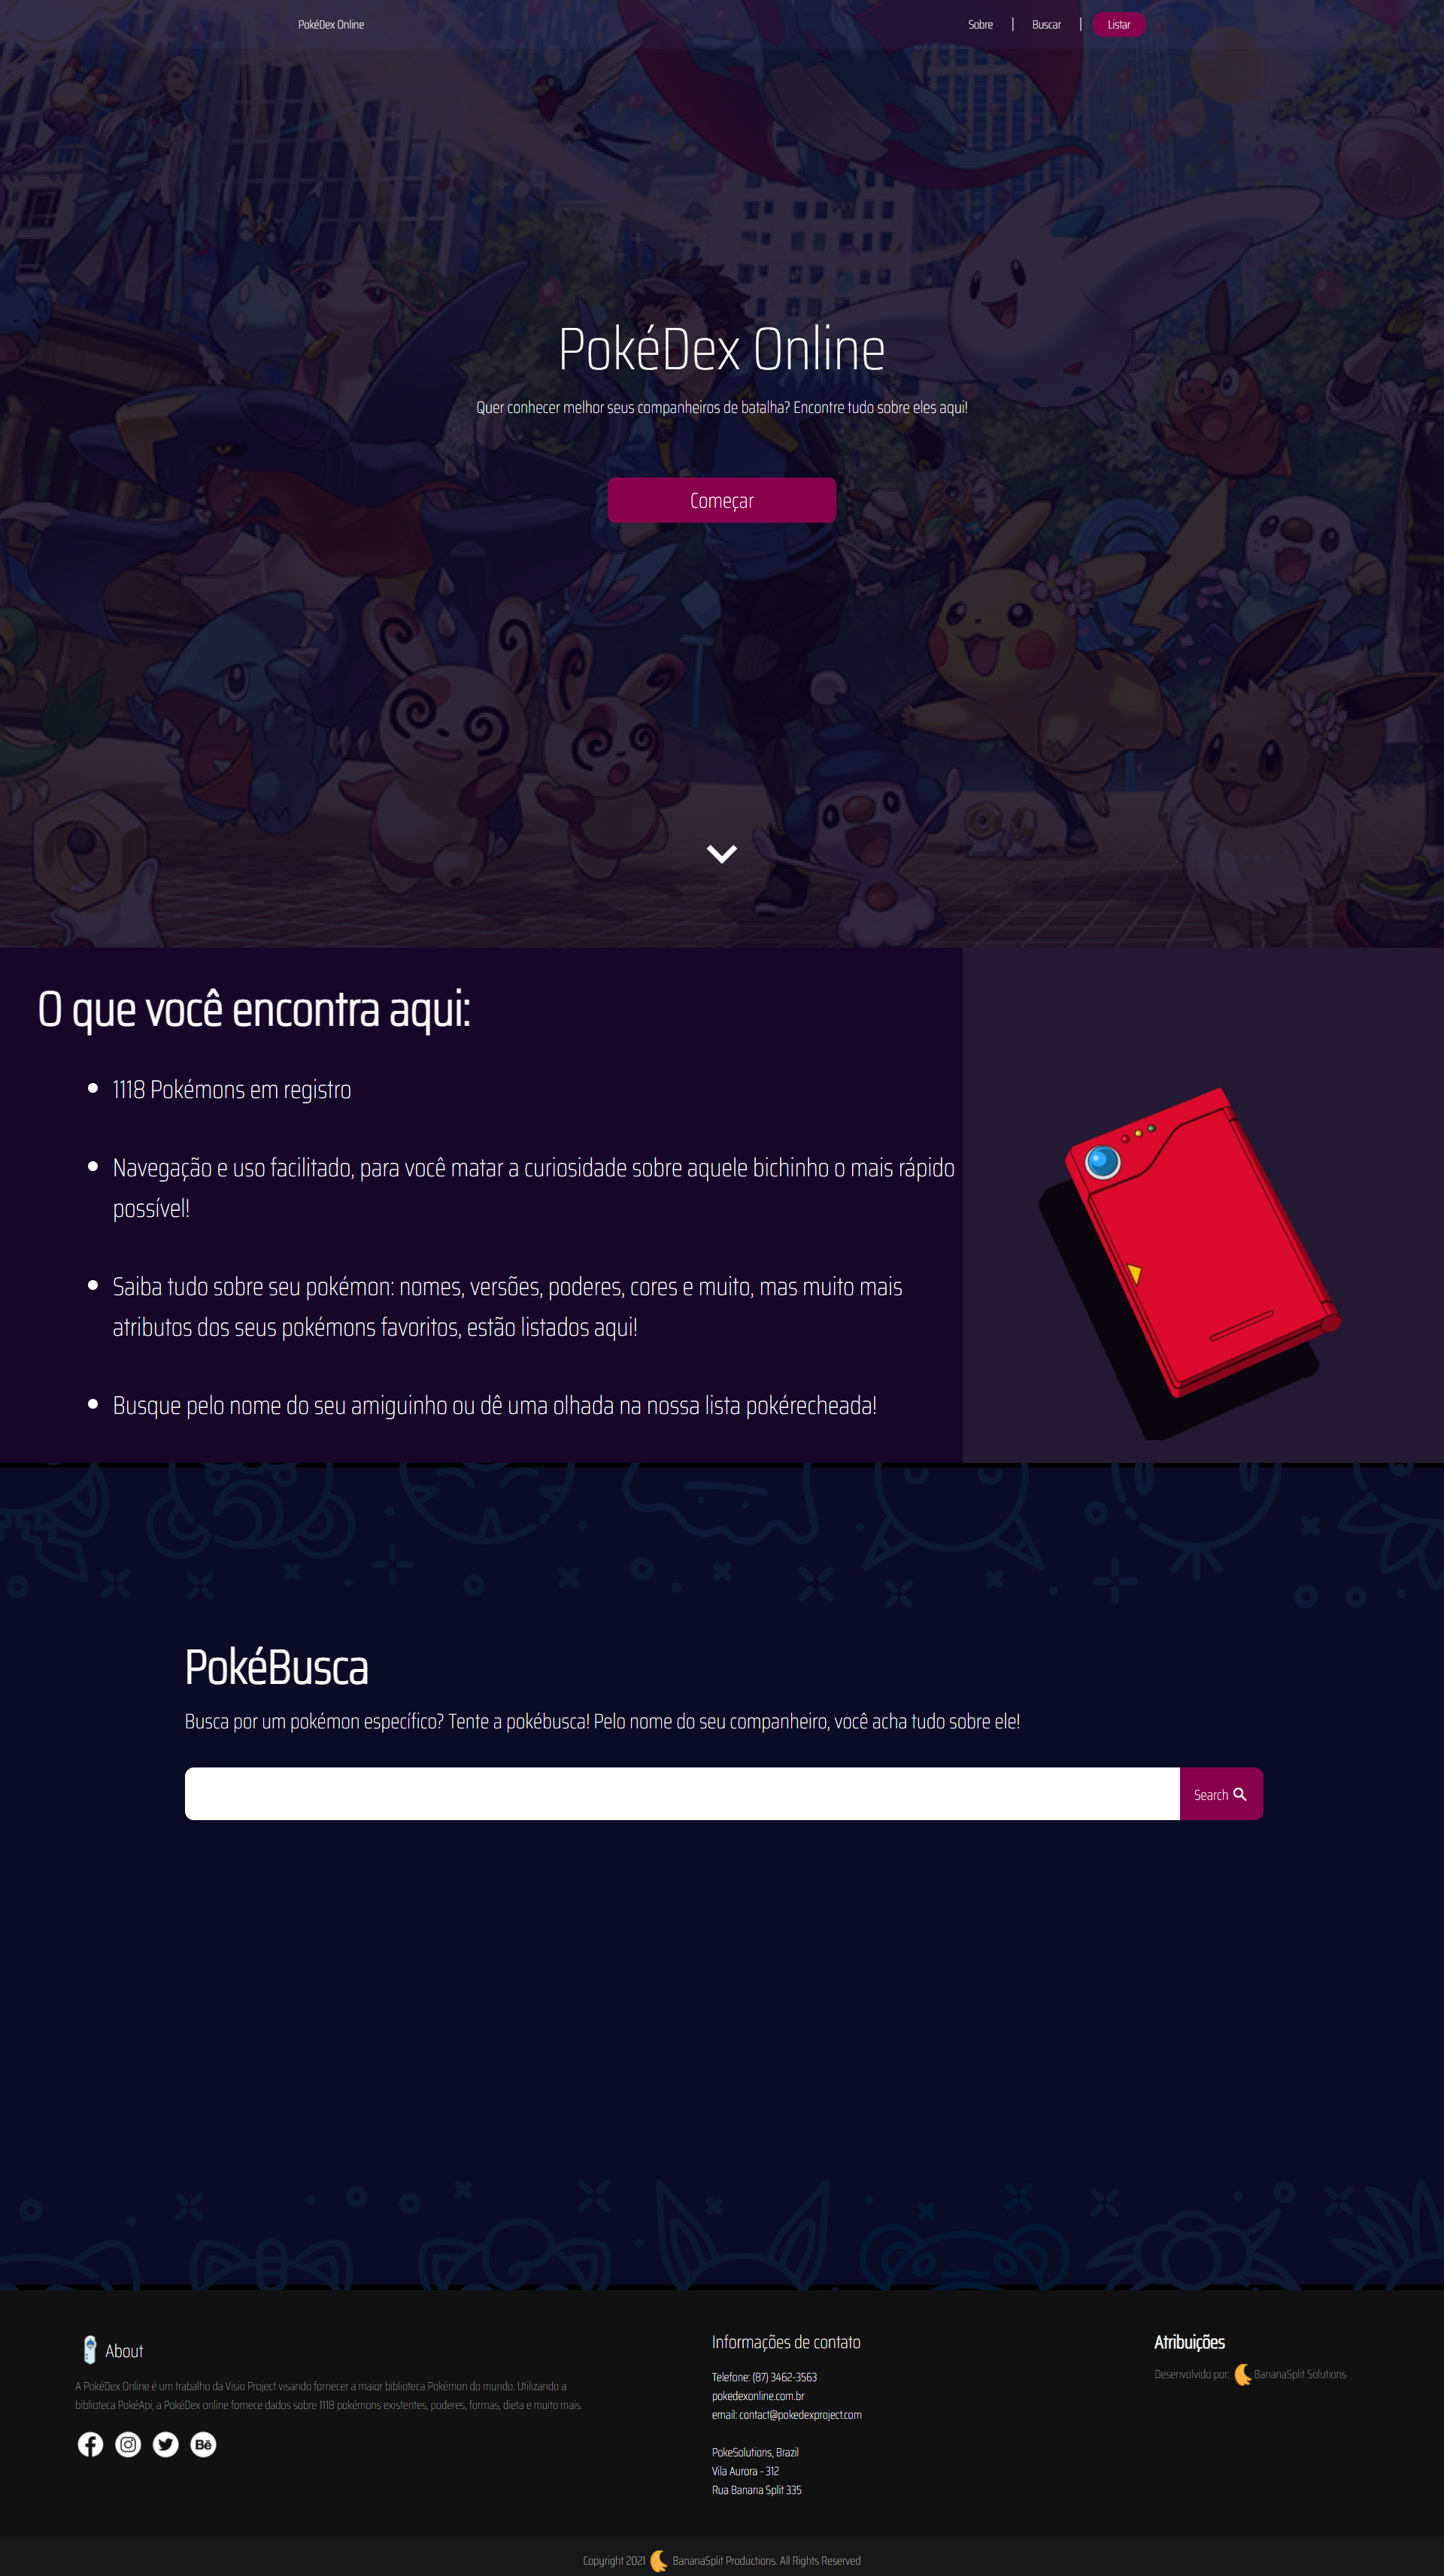 PokéDex Online
Sobre | Buscar | Listar
PokéDex Online
Quer conhecer melhor seus companheiros de batalha? Encontre tudo sobre eles aqui!
Começar
O que você encontra aqui:
1118 Pokémons em registro
Navegação e uso facilitado, para você matar a curiosidade sobre aquele bichinho o mais rápido
possível!
Saiba tudo sobre seu pokémon: nomes, versões, poderes, cores e muito, mas muito mais
atributos dos seus pokémons favoritos, estão listados aqui!
Busque pelo nome do seu amiguinho ou dê uma olhada na nossa lista pokérecheada!
PokéBusca
Busca por um pokémon específico? Tente a pokébusca! Pelo nome do seu companheiro, você acha tudo sobre ele!
Search
About
A PokéDex Online é um trabalho da Visio Project visando fornecer a maior biblioteca Pokémon do mundo. Utilizando a
biblioteca PokéApi, a PokéDex online fornece dados sobre 1118 pokémons existentes, poderes, formas, dieta e muito mais.
Bē
Informações de contato
Telefone: (87) 3462-3563
pokedexonline.com.br
email: contact@pokedexproject.com
PokeSolutions, Brazil
Vila Aurora - 312
Rua Banana Split 335
Atribuições
Desenvolvido por: BananaSplit Solutions
Copyright 2021 BananaSplit Productions. All Rights Reserved